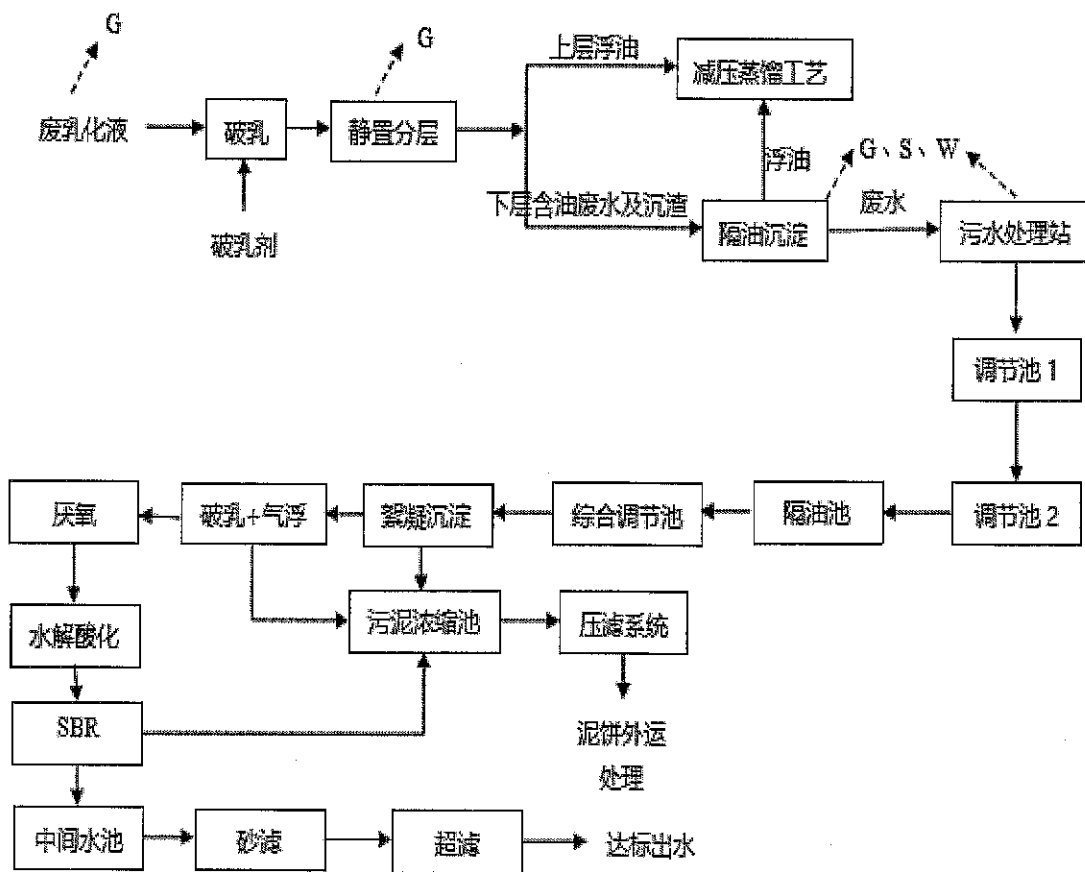 G
G
上层浮油
减压蒸馏工艺
废乳化液
破乳
静置分层
浮油
G、S、W
下层含油废水及沉渣
废水
破乳剂
隔油沉淀
污水处理站
调节池 1
厌氧
破乳+气浮
絮凝沉淀
综合调节池
隔油池
调节池 2
水解酸化
污泥浓缩池
压滤系统
SBR
泥饼外运
处理
中间水池
砂滤
超滤
达标出水